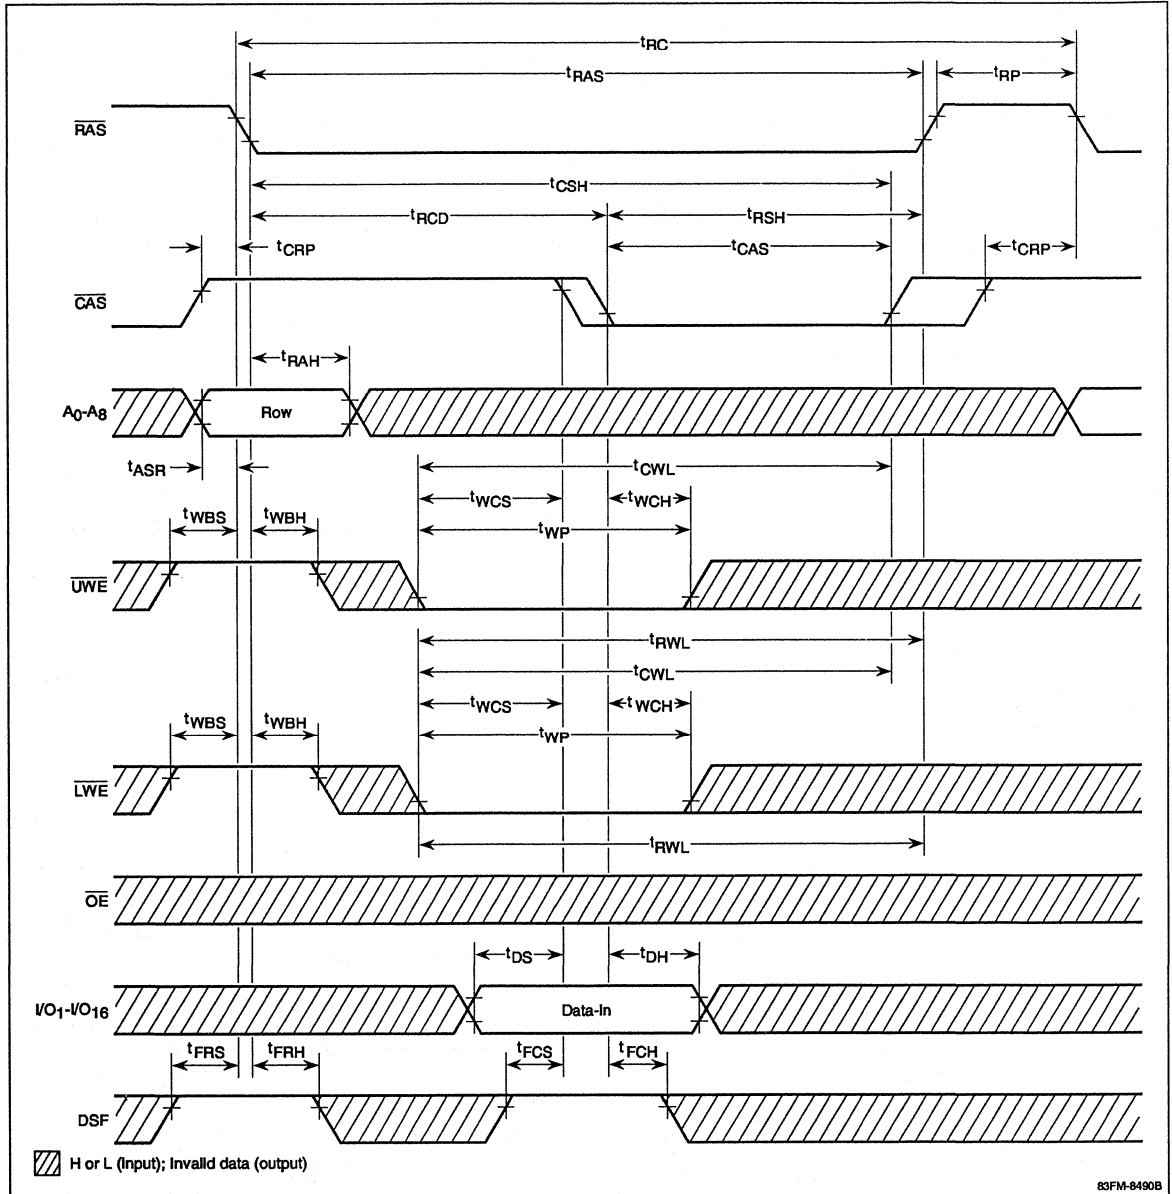 tRC
tRAS
tRP
RAS
tCSH
tRCD
tRSH
tCRP
tCAS
tCRP
CAS
tRAH
A0-A8
Row
tASR
tCWL
tWCS
tWCH
tWBS
tWBH
tWP
UWE
tRWL
tCWL
tWCS
tWCH
tWBS
tWBH
tWP
LWE
tRWL
OE
tDS
tDH
I/O1-I/O16
Data-In
tFRS
tFRH
tFCS
tFCH
DSF
H or L (Input); Invalid data (output)
83FM-8490B